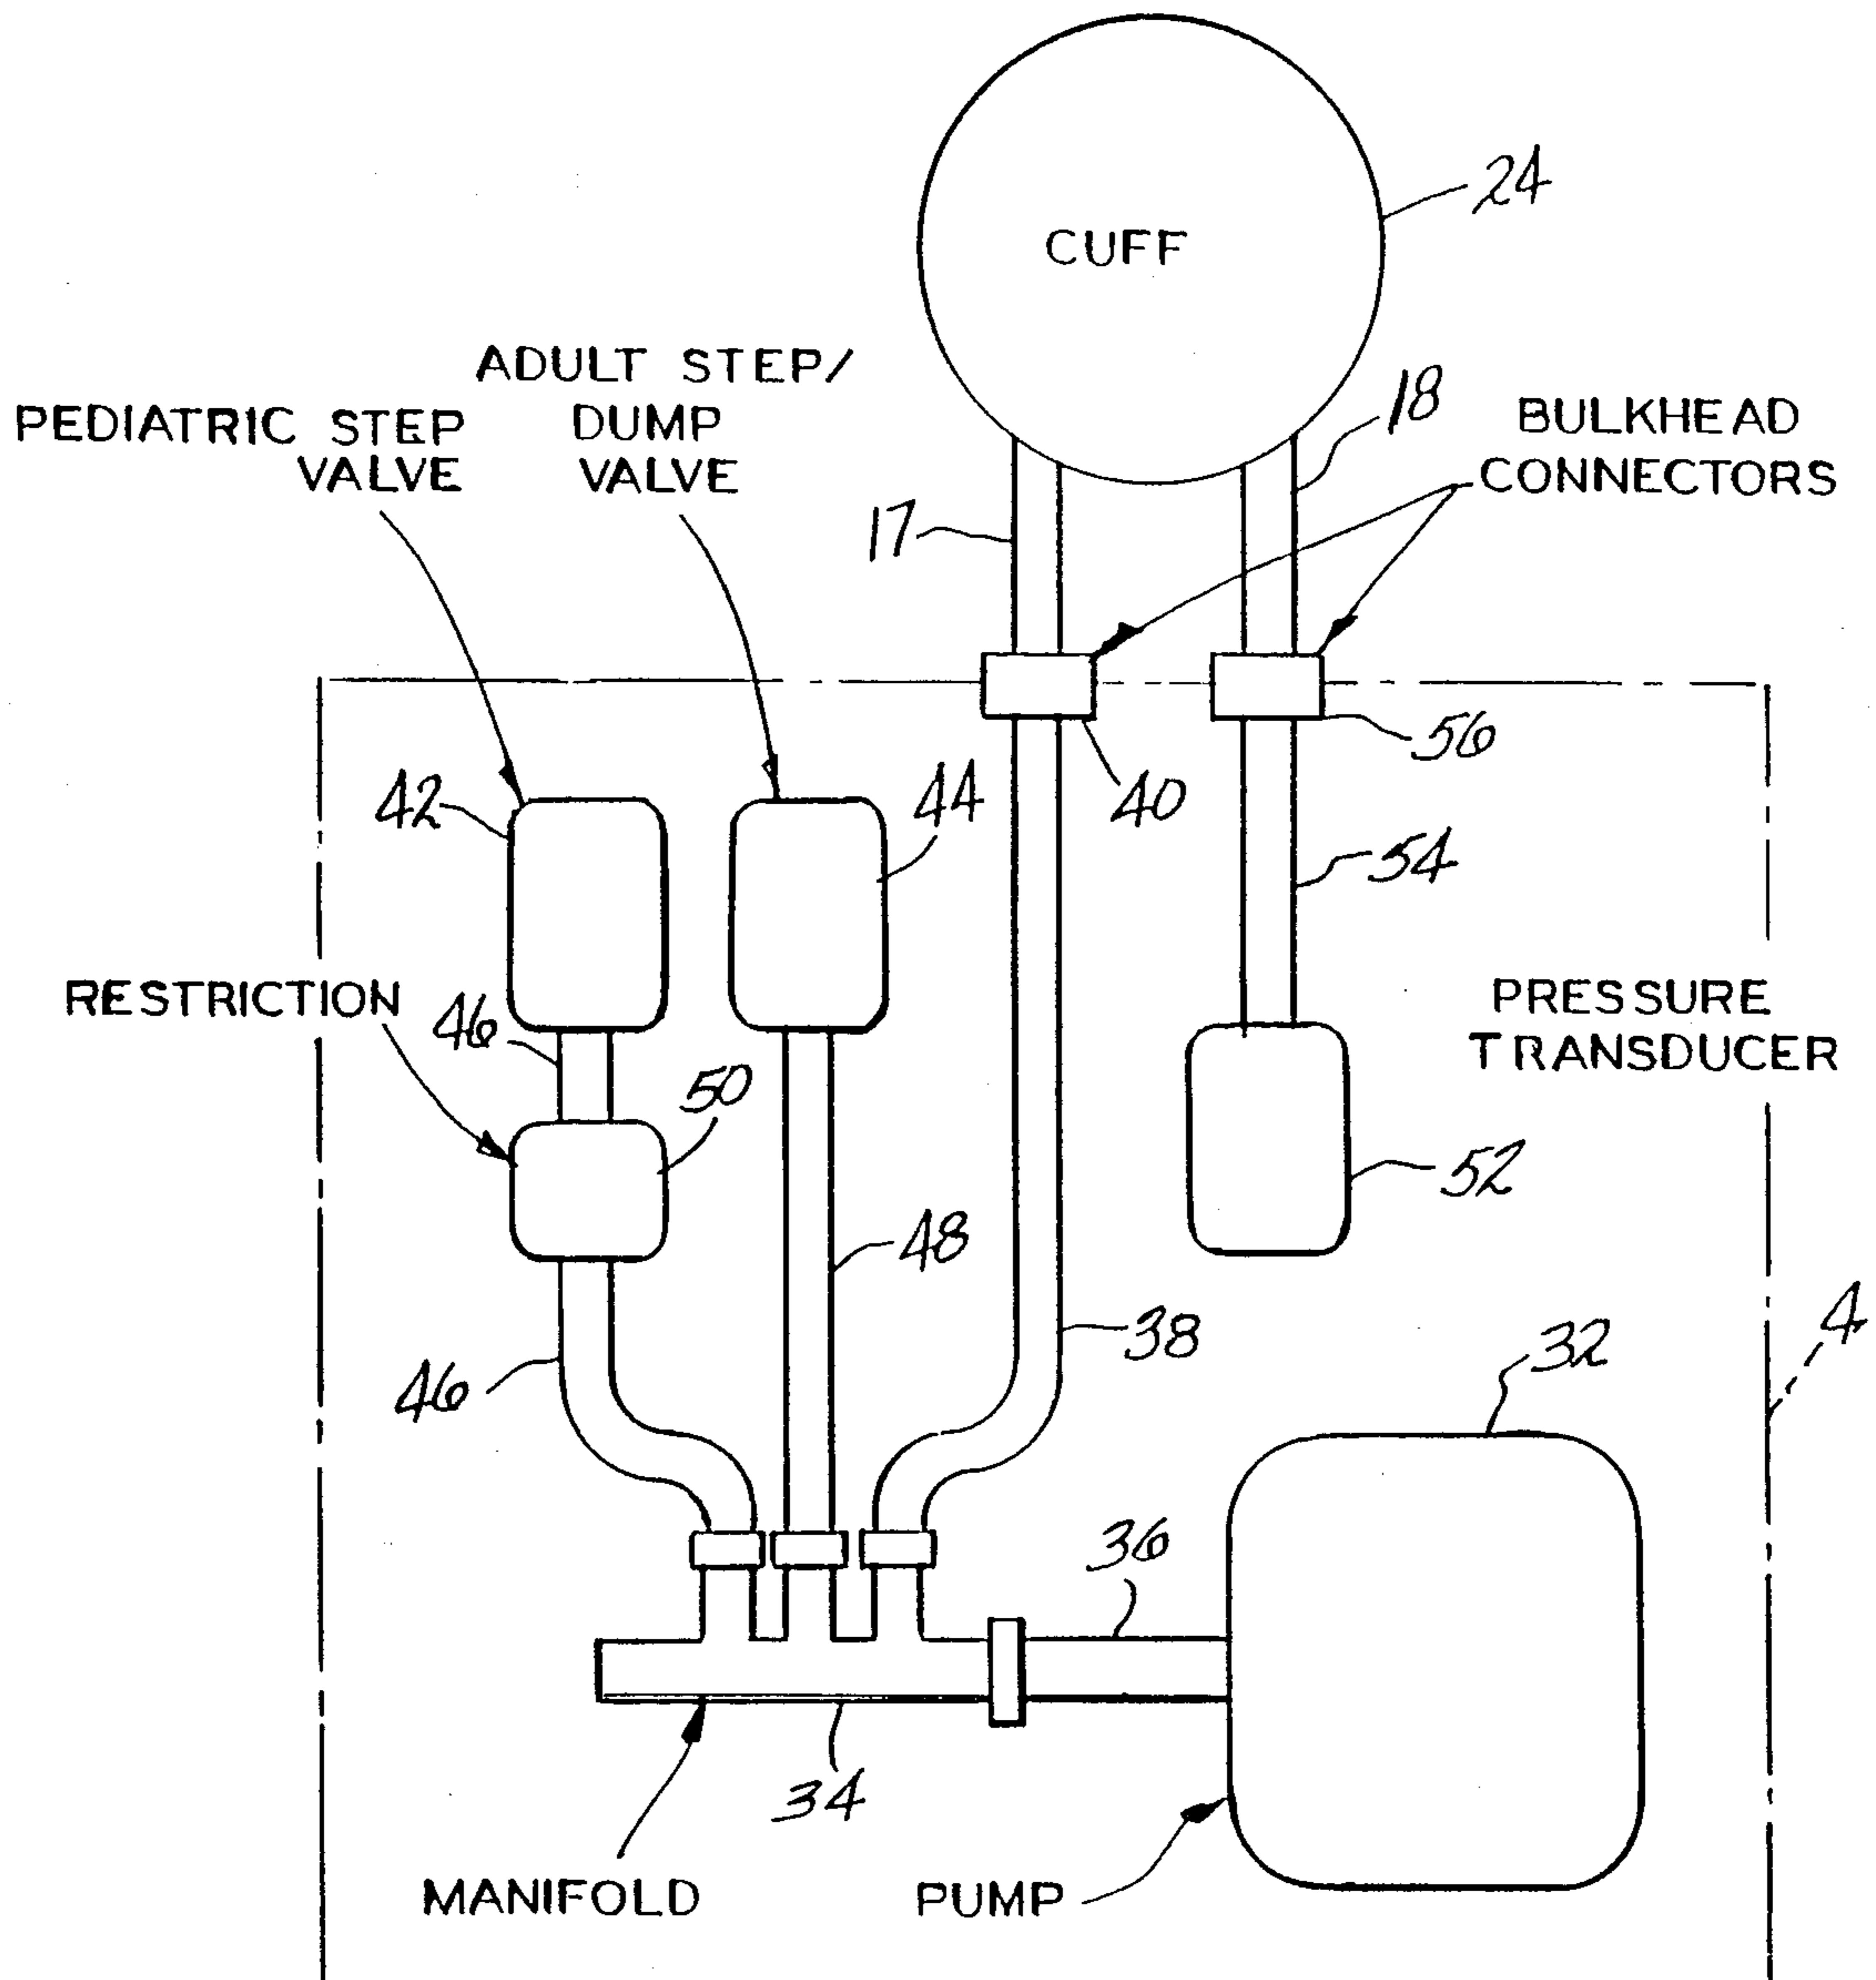 CUFF
24
ADULT STEP/
DUMP
VALVE
PEDIATRIC STEP
VALVE
18
BULKHEAD
CONNECTORS
17
56
40
42
44
54
RESTRICTION
46
50
PRESSURE
TRANSDUCER
52
48
38
4
32
46
36
34
MANIFOLD
PUMP